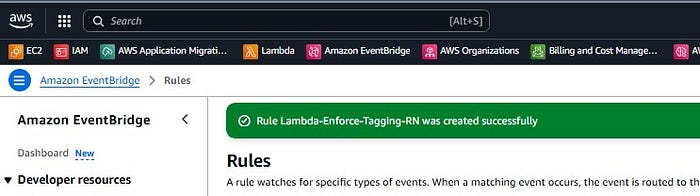 aws
Search
[Alt+S]
EC2 IAM AWS Application Migrati... Lambda Amazon EventBridge AWS Organizations Billing and Cost Manage...
Amazon EventBridge > Rules
Amazon EventBridge
Rule Lambda-Enforce-Tagging-RN was created successfully
Dashboard New
Rules
Developer resources
A rule watches for specific types of events. When a matching event occurs, the event is routed to th